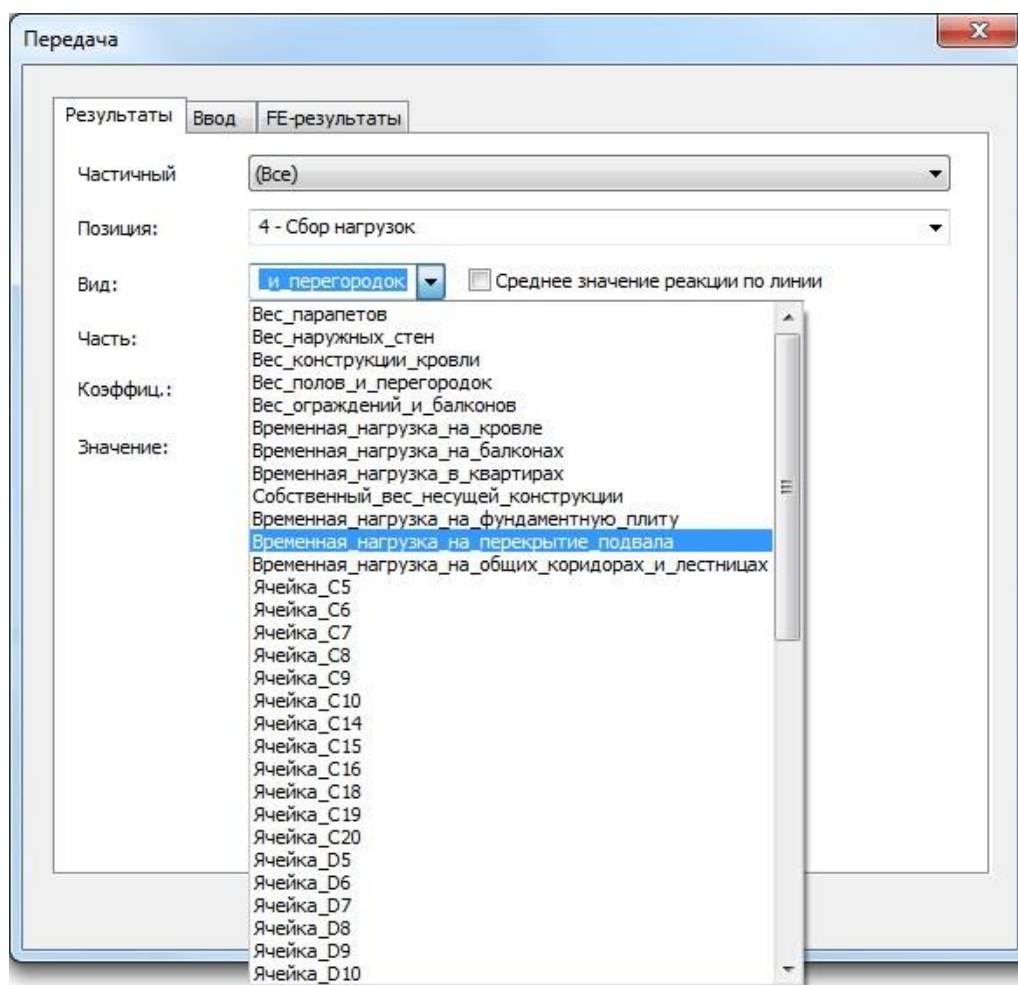 Передача
Результаты Ввод FE-результаты
Частичный (Все)
Позиция: 4 - Сбор нагрузок
Вид: _и_перегородок Среднее значение реакции по линии
Часть:
Коэффиц.:
Значение:
Вес_парапетов
Вес_наружных_стен
Вес_конструкции_кровли
Вес_полов_и_перегородок
Вес_ограждений_и_балконов
Временная_нагрузка_на_кровле
Временная_нагрузка_на_балконах
Временная_нагрузка_в_квартирах
Собственный_вес_несущей_конструкции
Временная_нагрузка_на_фундаментную_плиту
Временная_нагрузка_на_перекрытие_подвала
Временная_нагрузка_на_общих_коридорах_и_лестницах
Ячейка_C5
Ячейка_C6
Ячейка_C7
Ячейка_C8
Ячейка_C9
Ячейка_C10
Ячейка_C14
Ячейка_C15
Ячейка_C16
Ячейка_C18
Ячейка_C19
Ячейка_C20
Ячейка_D5
Ячейка_D6
Ячейка_D7
Ячейка_D8
Ячейка_D9
Ячейка_D10